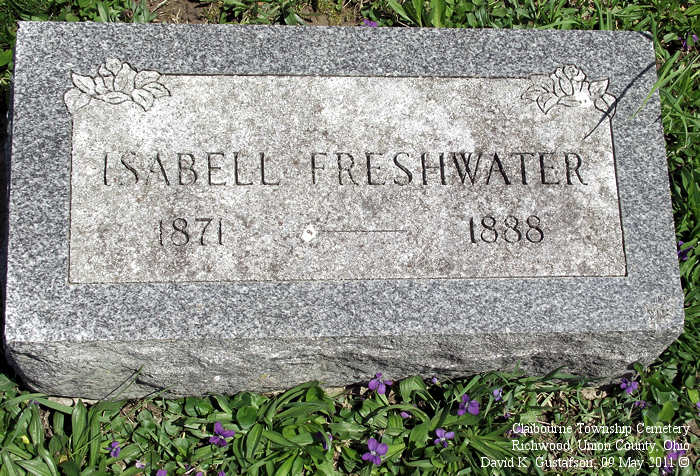 ISABELL FRESHWATER
1871 — 1888
Claibourne Township Cemetery
Richwood, Union County, Ohio
David K. Gustafson, 09 May 2011 ©